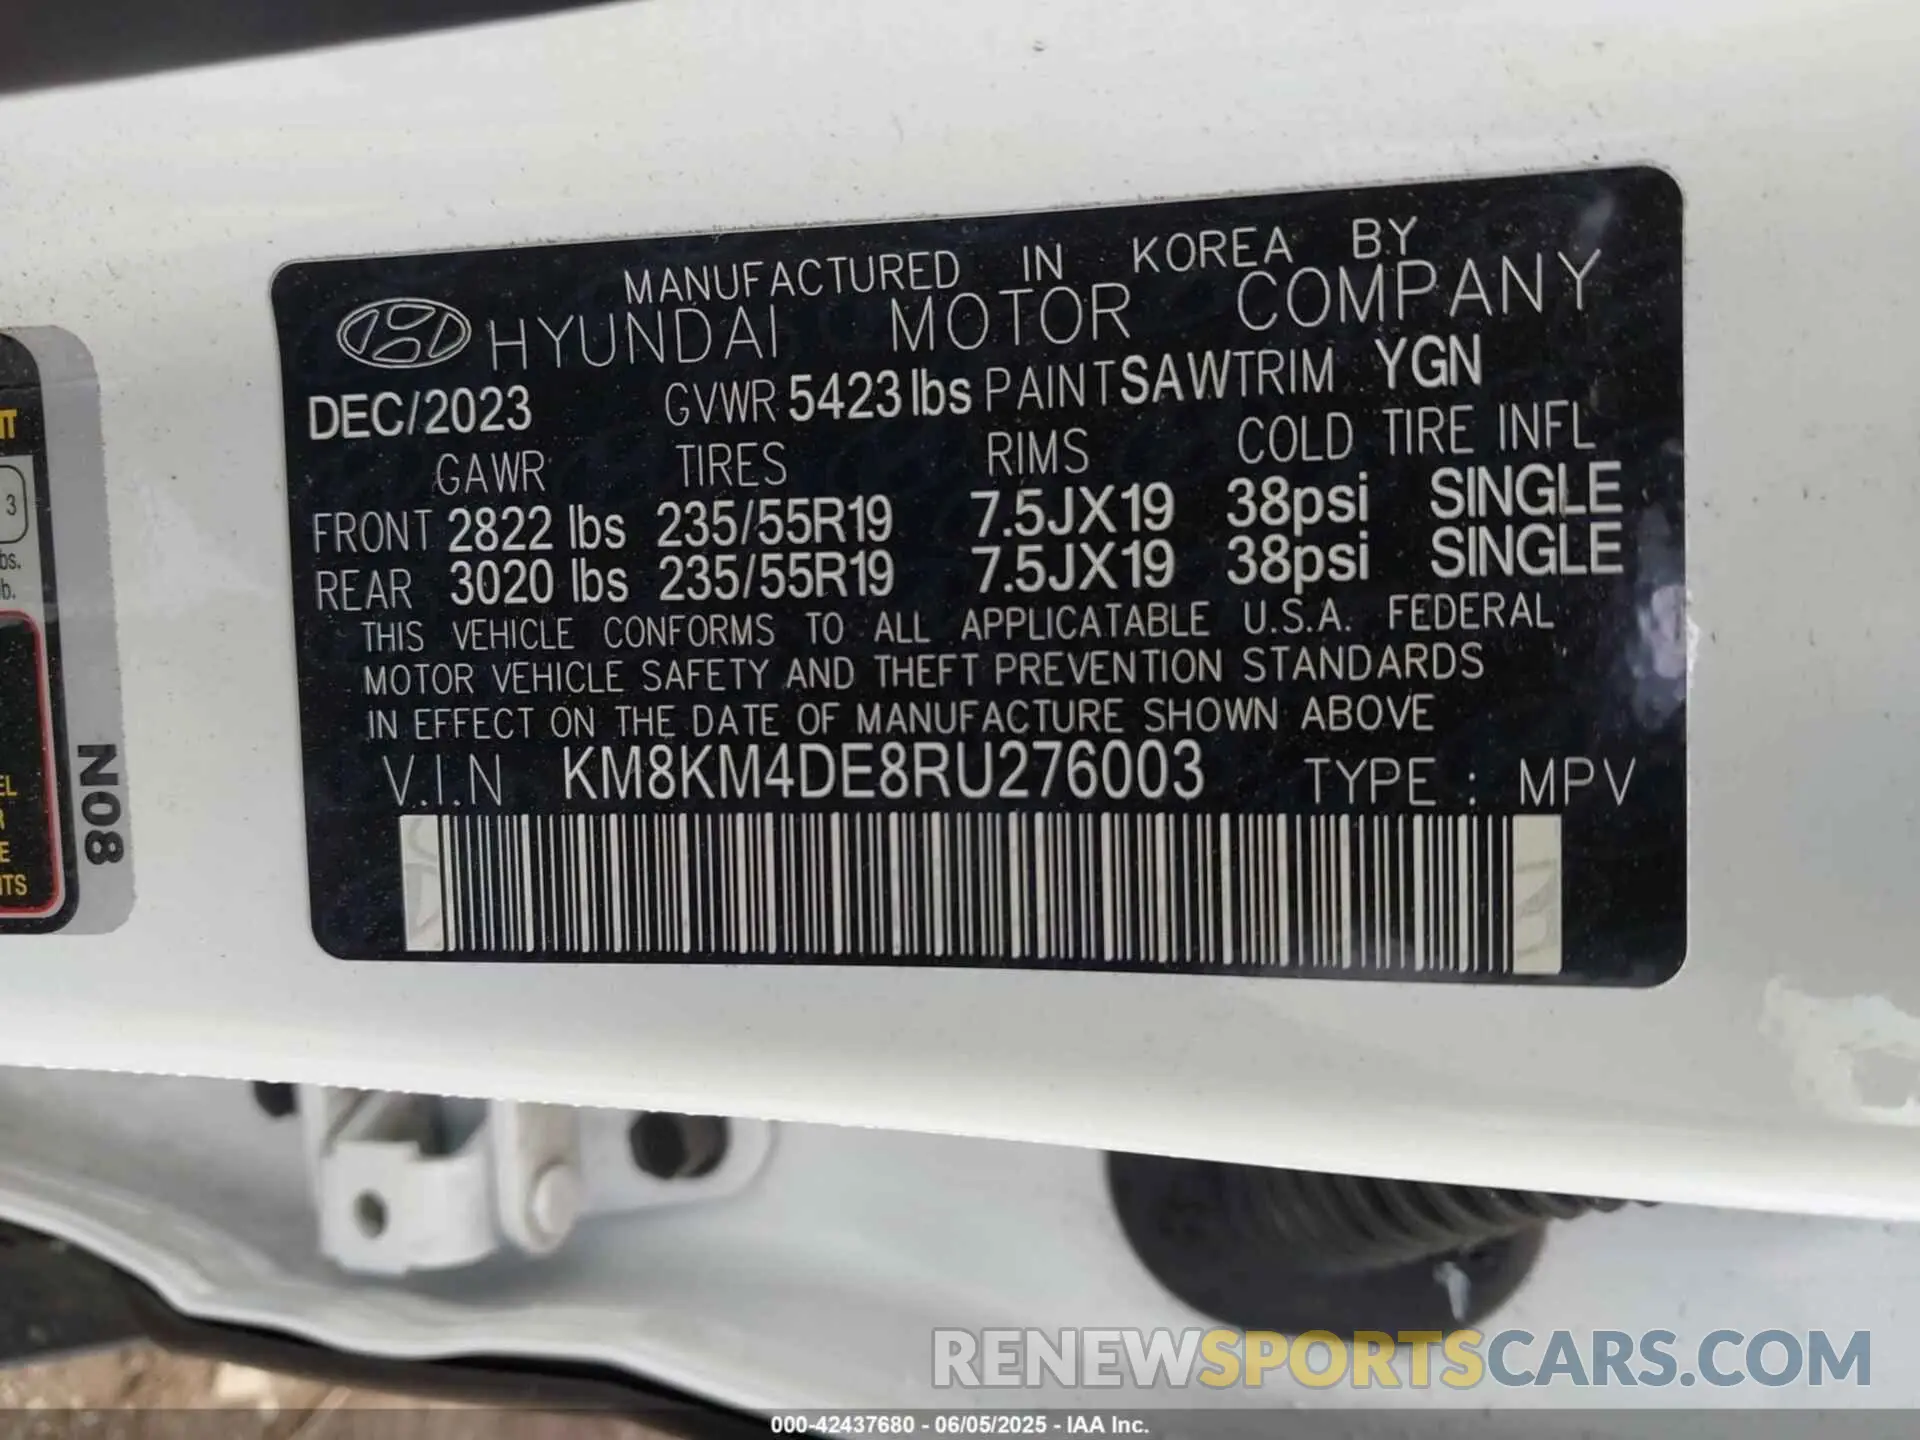 MANUFACTURED IN KOREA BY
HYUNDAI MOTOR COMPANY
DEC/2023 GVWR 5423 lbs PAINT SAW TRIM YGN
GAWR TIRES RIMS COLD TIRE INFL
FRONT 2822 lbs 235/55R19 7.5JX19 38psi SINGLE
REAR 3020 lbs 235/55R19 7.5JX19 38psi SINGLE
THIS VEHICLE CONFORMS TO ALL APPLICATABLE U.S.A. FEDERAL
MOTOR VEHICLE SAFETY AND THEFT PREVENTION STANDARDS
IN EFFECT ON THE DATE OF MANUFACTURE SHOWN ABOVE
V.I.N KM8KM4DE8RU276003 TYPE : MPV
3
N08
RENEWSPORTSCARS.COM
000-42437680 - 06/05/2025 - IAA Inc.